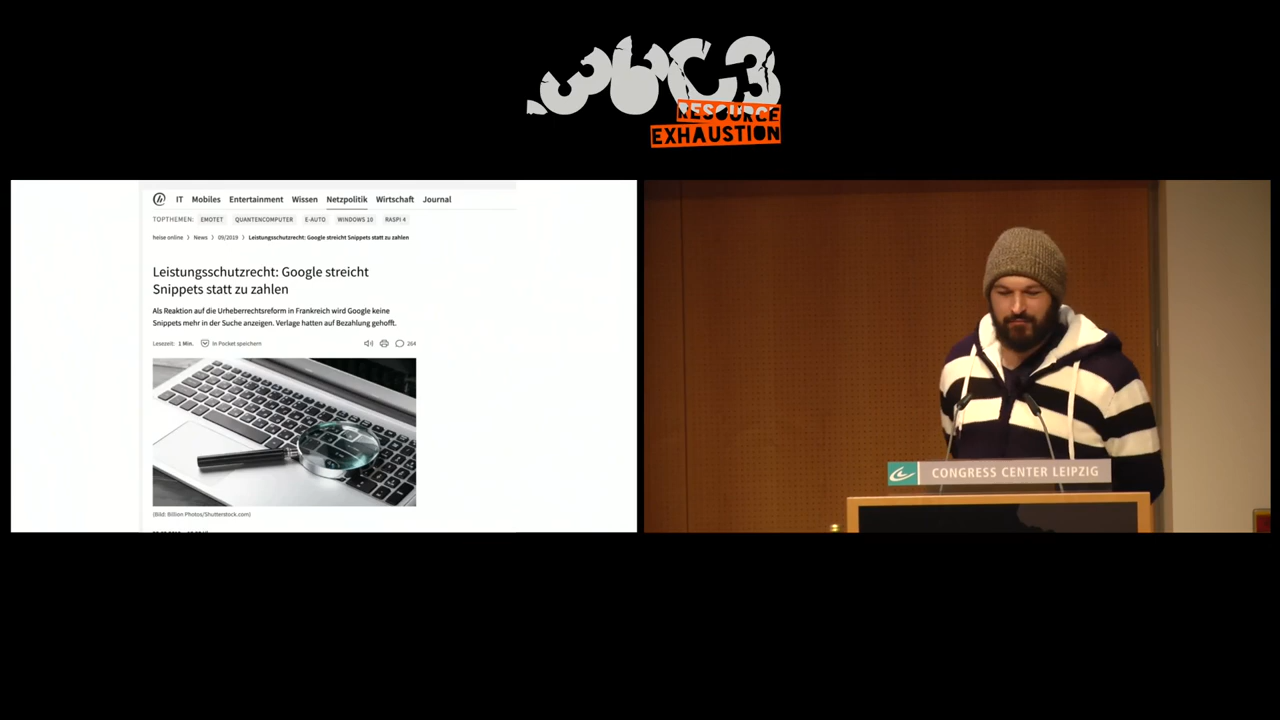 36C3
RESOURCE
EXHAUSTION
IT Mobiles Entertainment Wissen Netzpolitik Wirtschaft Journal
TOPTHEMEN: EMOTET QUANTENCOMPUTER E-AUTO WINDOWS 10 RASPI 4
heise online > News > 09/2019 > Leistungsschutzrecht: Google streicht Snippets statt zu zahlen
Leistungsschutzrecht: Google streicht
Snippets statt zu zahlen
Als Reaktion auf die Urheberrechtsreform in Frankreich wird Google keine
Snippets mehr in der Suche anzeigen. Verlage hatten auf Bezahlung gehofft.
Lesezeit: 1 Min. In Pocket speichern 264
(Bild: Billion Photos/Shutterstock.com)
CONGRESS CENTER LEIPZIG